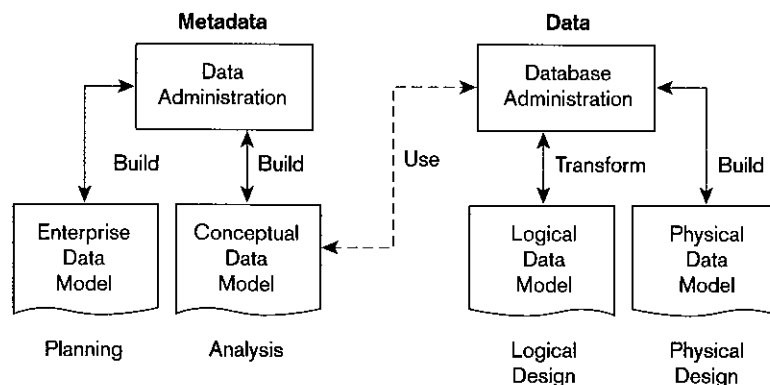 Metadata
Data
Data
Administration
Database
Administration
Build
Build
Use
Transform
Build
Enterprise
Data
Model
Conceptual
Data
Model
Logical
Data
Model
Physical
Data
Model
Planning
Analysis
Logical
Design
Physical
Design